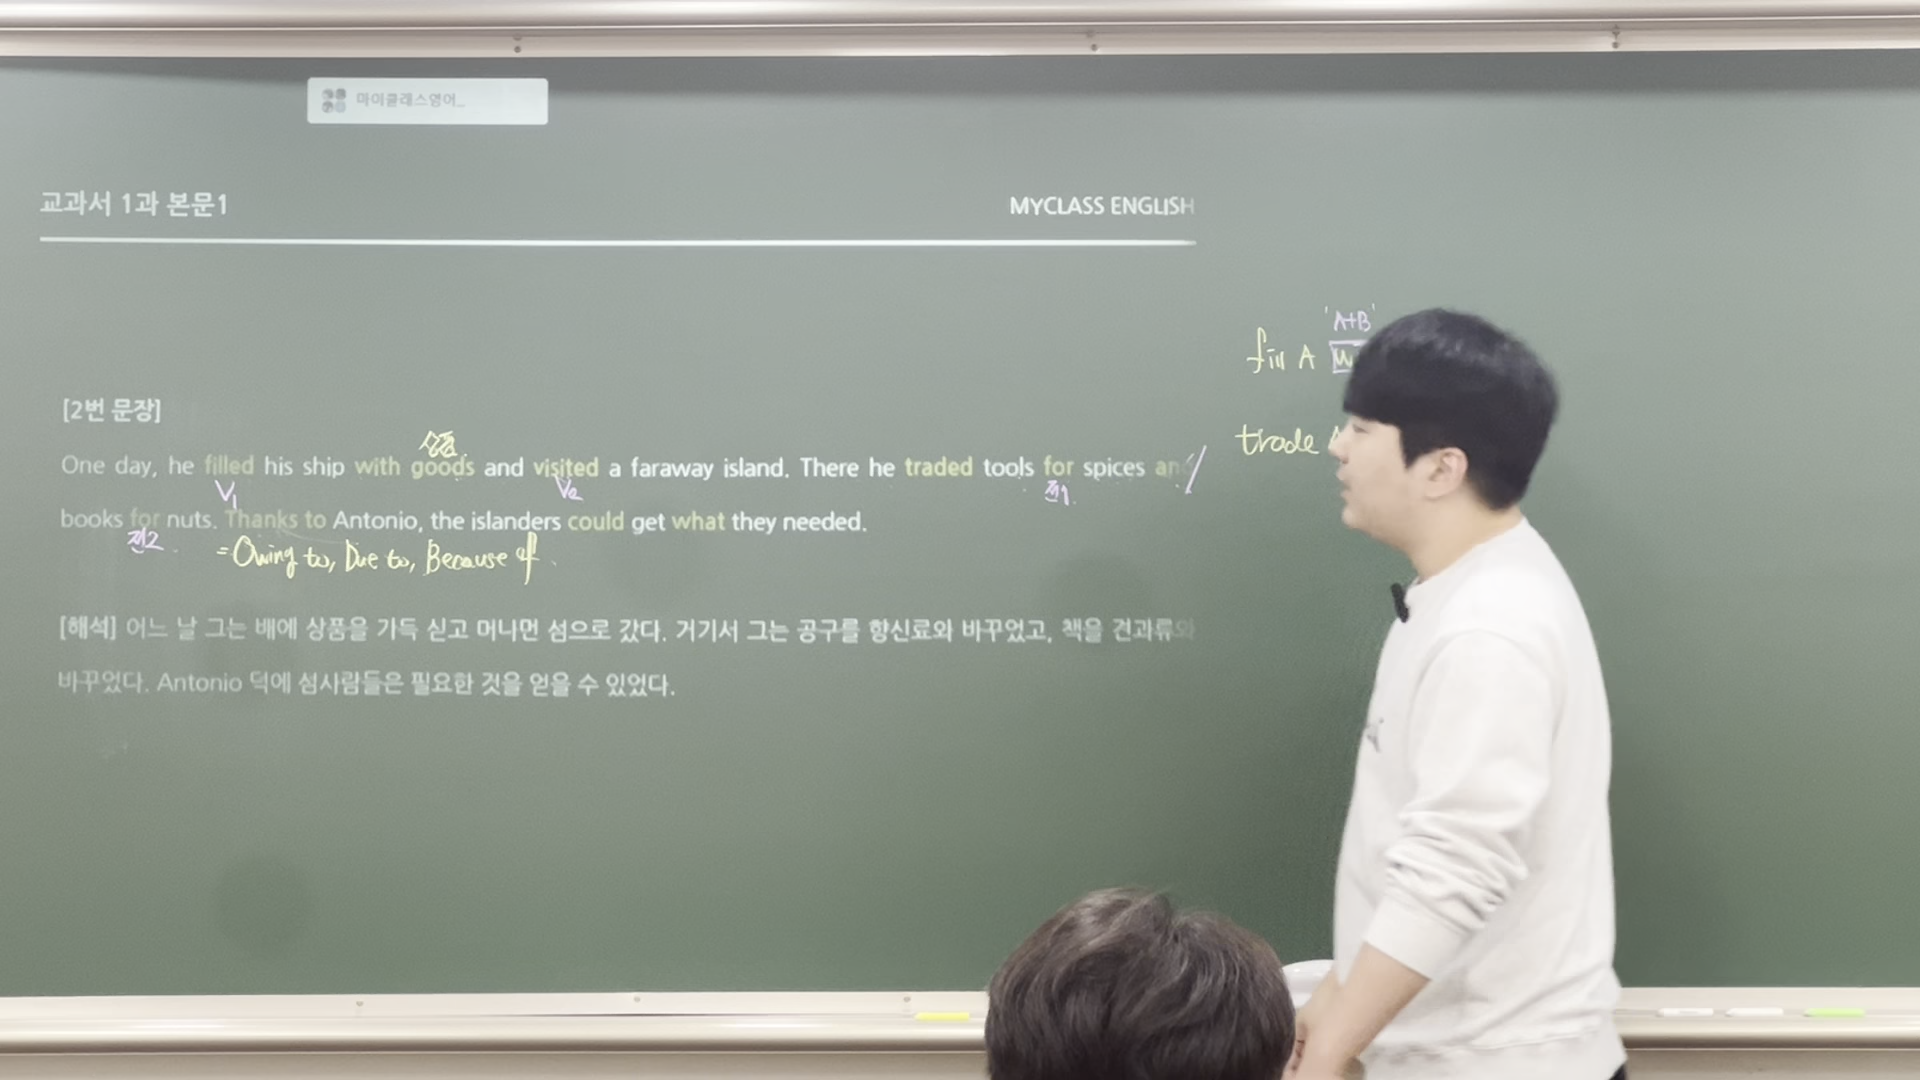 마이클래스영어_
교과서 1과 본문1
MYCLASS ENGLISH
'A+B'
fill A
trade
[2번 문장]
상품.
One day, he filled his ship with goods and visited a faraway island. There he traded tools for spices an
V1 V2 전1.
books for nuts. Thanks to Antonio, the islanders could get what they needed.
전2.
=Owing to, Due to, Because of.
[해석] 어느 날 그는 배에 상품을 가득 싣고 머나먼 섬으로 갔다. 거기서 그는 공구를 향신료와 바꾸었고, 책을 견과류와
바꾸었다. Antonio 덕에 섬사람들은 필요한 것을 얻을 수 있었다.